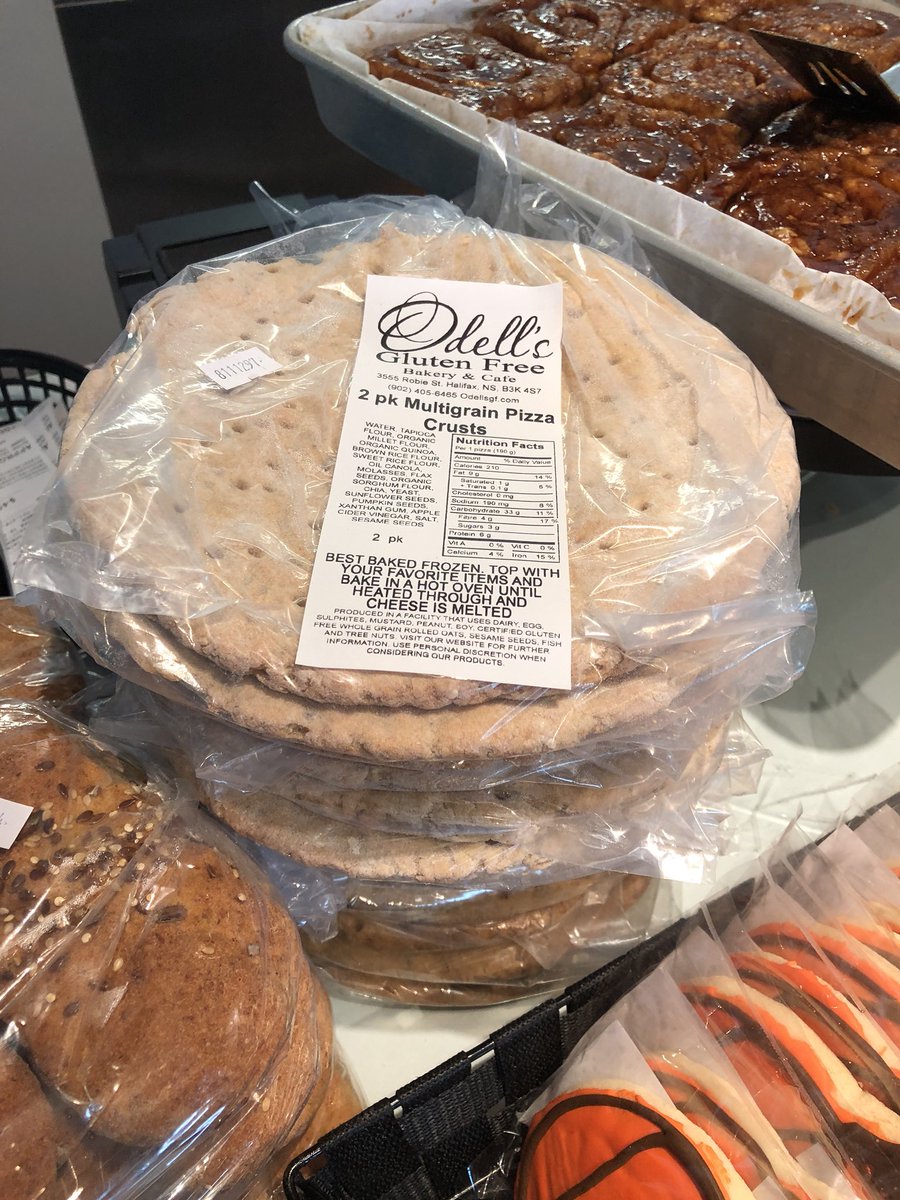 Odell's
Gluten Free
Bakery & Cafe
3555 Robie St. Halifax, NS. B3K 4S7
(902) 405-6465 Odellsgf.com
2 pk Multigrain Pizza
Crusts
WATER, TAPIOCA
FLOUR, ORGANIC
MILLET FLOUR,
ORGANIC QUINOA,
BROWN RICE FLOUR,
SWEET RICE FLOUR,
OIL CANOLA,
MOLASSES, FLAX
SEEDS, ORGANIC
SORGHUM FLOUR,
CHIA, YEAST,
SUNFLOWER SEEDS,
PUMPKIN SEEDS,
XANTHAN GUM, APPLE
CIDER VINEGAR, SALT,
SESAME SEEDS
2 pk
Nutrition Facts
Per 1 pizza (190 g)
Amount % Daily Value
Calories 210
Fat 9 g 14 %
Saturated 1 g
+ Trans 0.1 g 5 %
Cholesterol 0 mg
Sodium 190 mg 8 %
Carbohydrate 33 g 11 %
Fibre 4 g 17 %
Sugars 3 g
Protein 6 g
Vit A 0 % Vit C 0 %
Calcium 4 % Iron 15 %
BEST BAKED FROZEN. TOP WITH
YOUR FAVORITE ITEMS AND
BAKE IN A HOT OVEN UNTIL
HEATED THROUGH AND
CHEESE IS MELTED
PRODUCED IN A FACILITY THAT USES DAIRY, EGG,
SULPHITES, MUSTARD, PEANUT, SOY, CERTIFIED GLUTEN
FREE WHOLE GRAIN ROLLED OATS, SESAME SEEDS, FISH
AND TREE NUTS. VISIT OUR WEBSITE FOR FURTHER
INFORMATION. USE PERSONAL DISCRETION WHEN
CONSIDERING OUR PRODUCTS.